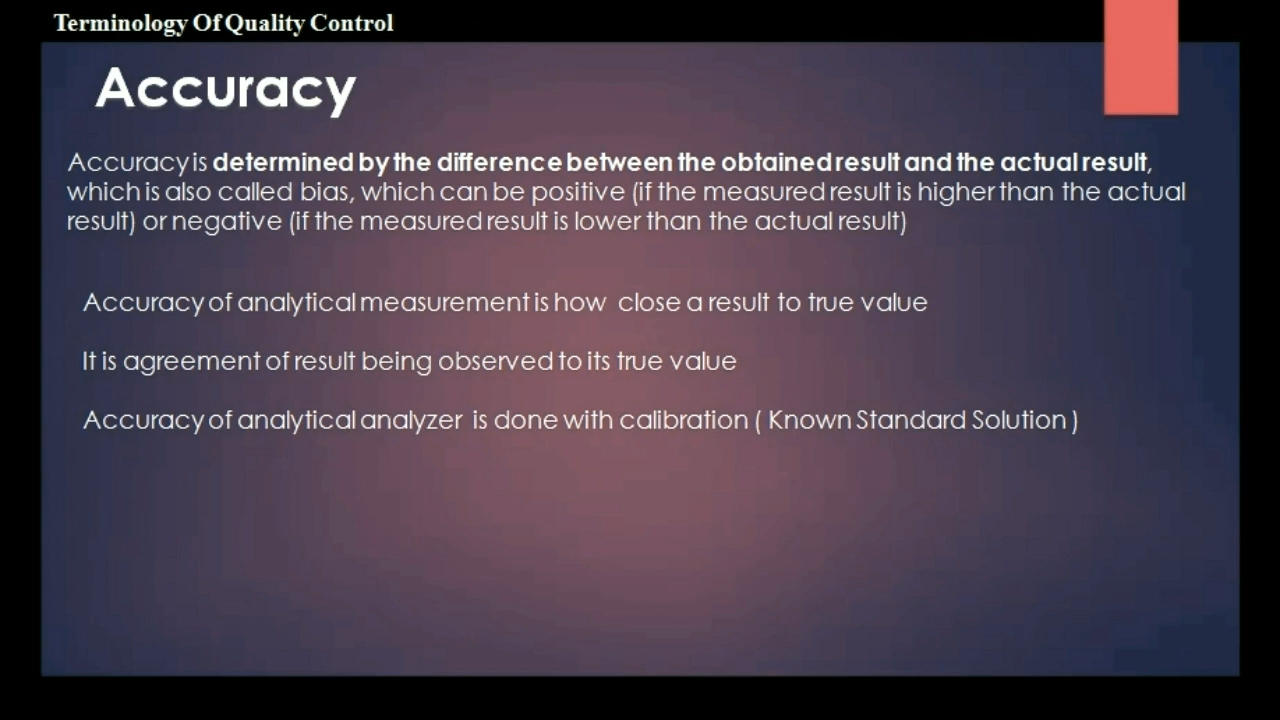 Terminology Of Quality Control
Accuracy
Accuracy is determined by the difference between the obtained result and the actual result,
which is also called bias, which can be positive (if the measured result is higher than the actual
result) or negative (if the measured result is lower than the actual result)
Accuracy of analytical measurement is how close a result to true value
It is agreement of result being observed to its true value
Accuracy of analytical analyzer is done with calibration ( Known Standard Solution )